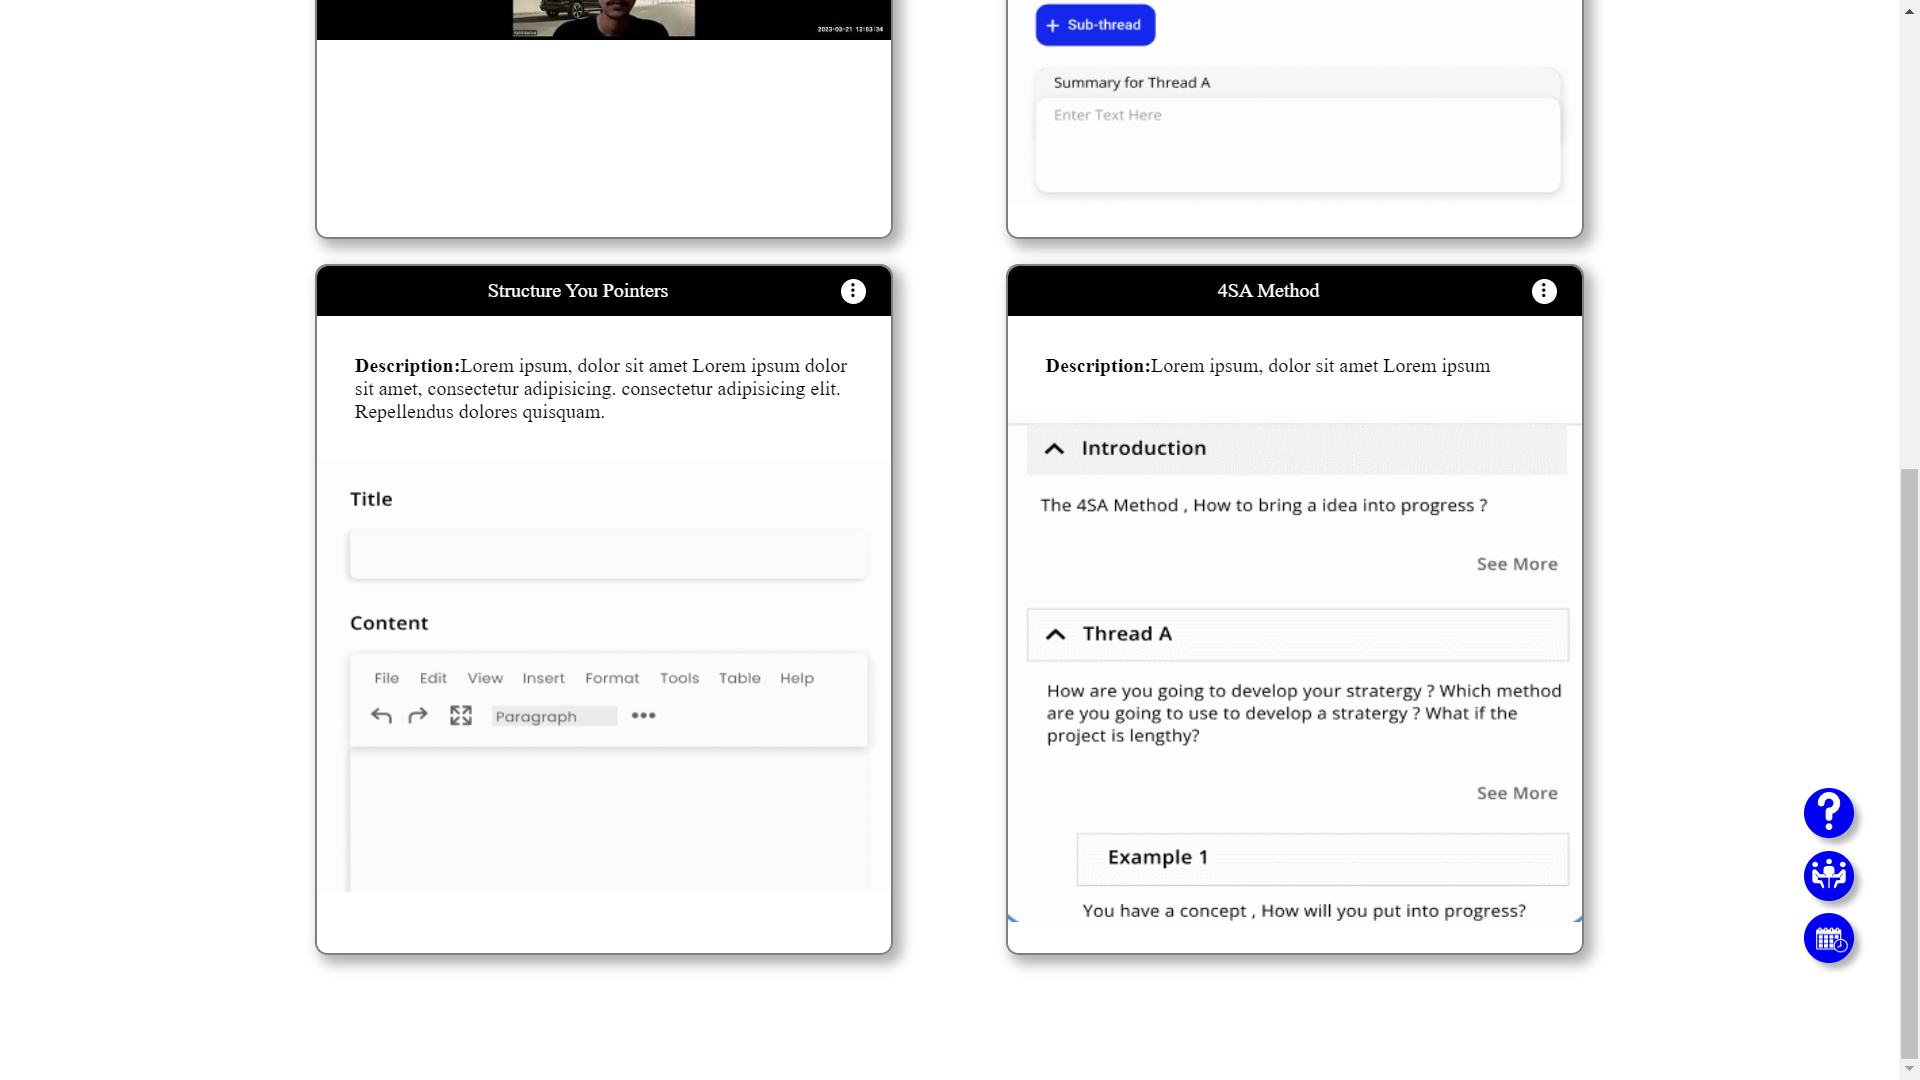 2023-03-21 12:53:34
+ Sub-thread
Summary for Thread A
Enter Text Here
Structure You Pointers
Description:Lorem ipsum, dolor sit amet Lorem ipsum dolor
sit amet, consectetur adipisicing. consectetur adipisicing elit.
Repellendus dolores quisquam.
Title
Content
File Edit View Insert Format Tools Table Help
Paragraph
4SA Method
Description:Lorem ipsum, dolor sit amet Lorem ipsum
Introduction
The 4SA Method , How to bring a idea into progress ?
See More
Thread A
How are you going to develop your stratergy ? Which method
are you going to use to develop a stratergy ? What if the
project is lengthy?
See More
Example 1
You have a concept , How will you put into progress?